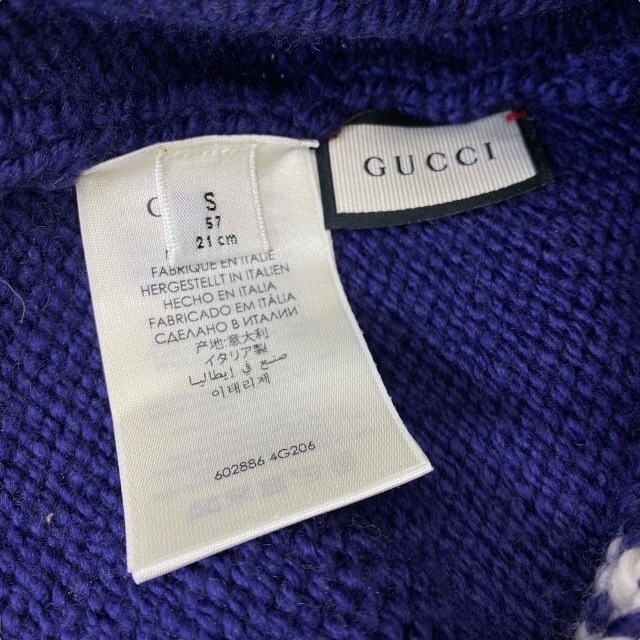 GUCCI
S
57
21 cm
FABRIQUÉ EN ITALIE
HERGESTELLT IN ITALIEN
HECHO EN ITALIA
FABRICADO EM ITÁLIA
СДЕЛАНО В ИТАЛИИ
产地:意大利
イタリア製
صنع في إيطاليا
이태리제
602886 4G206